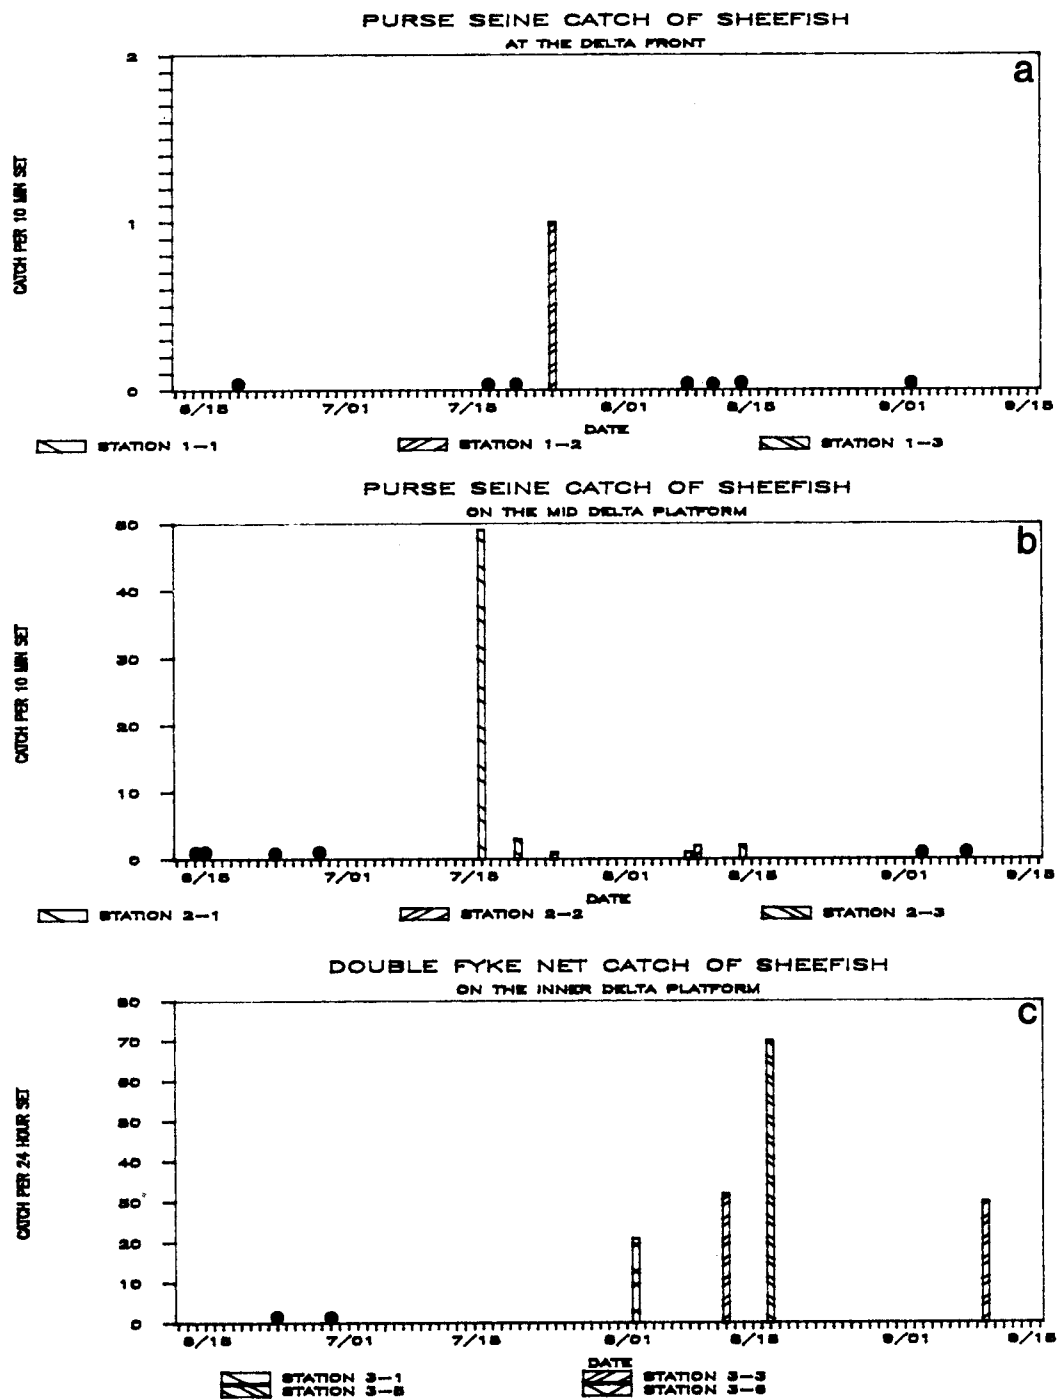 PURSE SEINE CATCH OF SHEEFISH
AT THE DELTA FRONT
a
CATCH PER 10 MIN SET
2
1
0
6/15 7/01 7/15 8/01 8/15 9/01 9/15
DATE
STATION 1-1 STATION 1-2 STATION 1-3
PURSE SEINE CATCH OF SHEEFISH
ON THE MID DELTA PLATFORM
b
CATCH PER 10 MIN SET
50
40
30
20
10
0
6/15 7/01 7/15 8/01 8/15 9/01 9/15
DATE
STATION 2-1 STATION 2-2 STATION 2-3
DOUBLE FYKE NET CATCH OF SHEEFISH
ON THE INNER DELTA PLATFORM
c
CATCH PER 24 HOUR SET
80
70
60
50
40
30
20
10
0
6/15 7/01 7/15 8/01 8/15 9/01 9/15
DATE
STATION 3-1 STATION 3-3
STATION 3-5 STATION 3-6